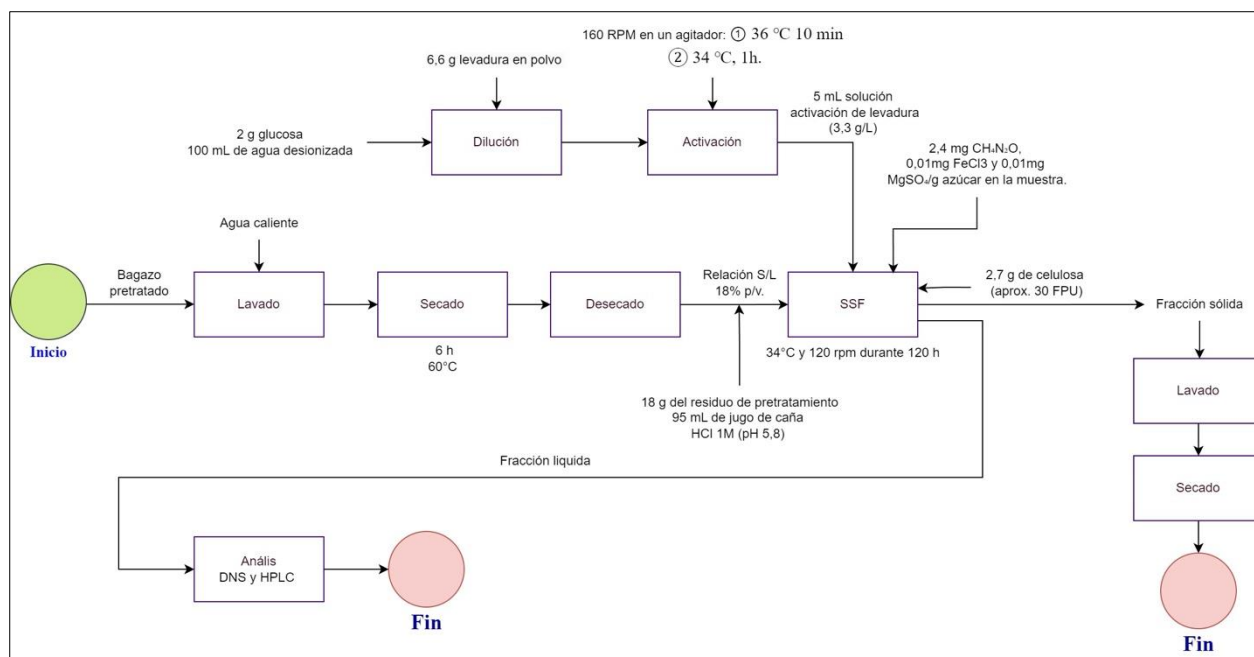 160 RPM en un agitador: ① 36 °C 10 min
② 34 °C, 1h.
6,6 g levadura en polvo
2 g glucosa
100 mL de agua desionizada
Dilución
Activación
5 mL solución
activación de levadura
(3,3 g/L)
2,4 mg CH₄N₂O,
0,01mg FeCl3 y 0,01mg
MgSO₄/g azúcar en la muestra.
Agua caliente
Bagazo
pretratado
Inicio
Lavado
Secado
6 h
60°C
Desecado
Relación S/L
18% p/v.
18 g del residuo de pretratamiento
95 mL de jugo de caña
HCl 1M (pH 5,8)
SSF
34°C y 120 rpm durante 120 h
2,7 g de celulosa
(aprox. 30 FPU)
Fracción sólida
Lavado
Secado
Fin
Fracción liquida
Anális
DNS y HPLC
Fin